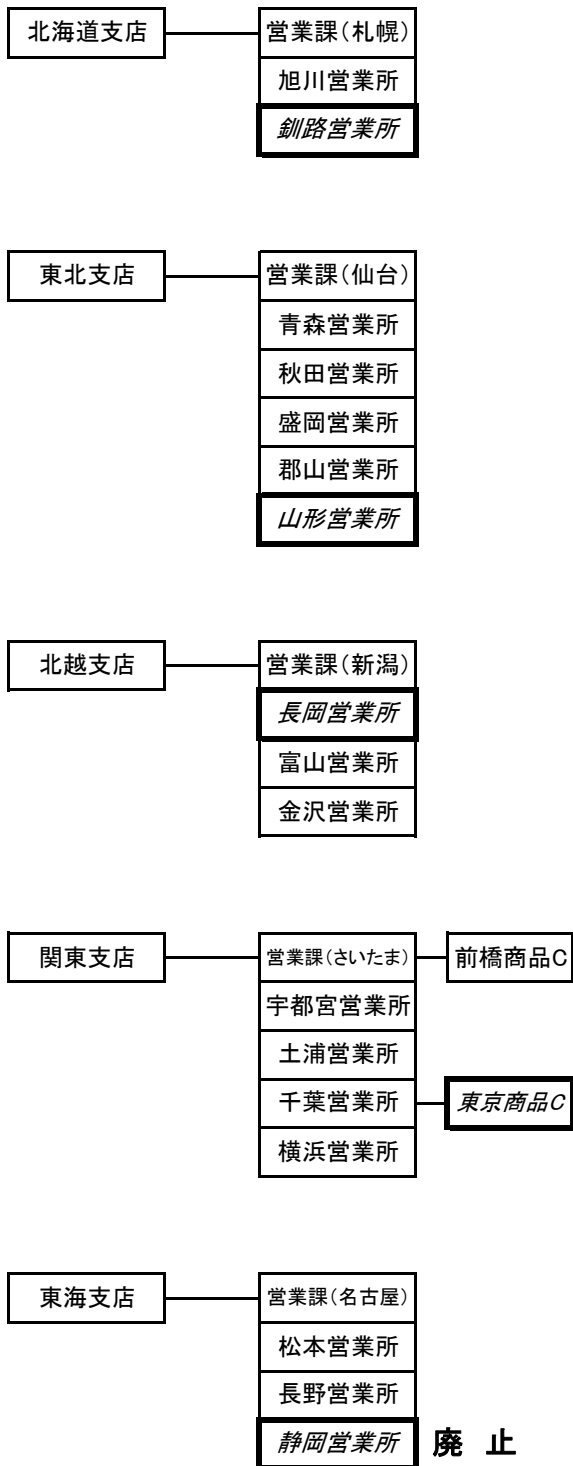 北海道支店 営業課(札幌)
旭川営業所
釧路営業所
東北支店 営業課(仙台)
青森営業所
秋田営業所
盛岡営業所
郡山営業所
山形営業所
北越支店 営業課(新潟)
長岡営業所
富山営業所
金沢営業所
関東支店 営業課(さいたま) 前橋商品C
宇都宮営業所
土浦営業所
千葉営業所 東京商品C
横浜営業所
東海支店 営業課(名古屋)
松本営業所
長野営業所
静岡営業所 廃 止